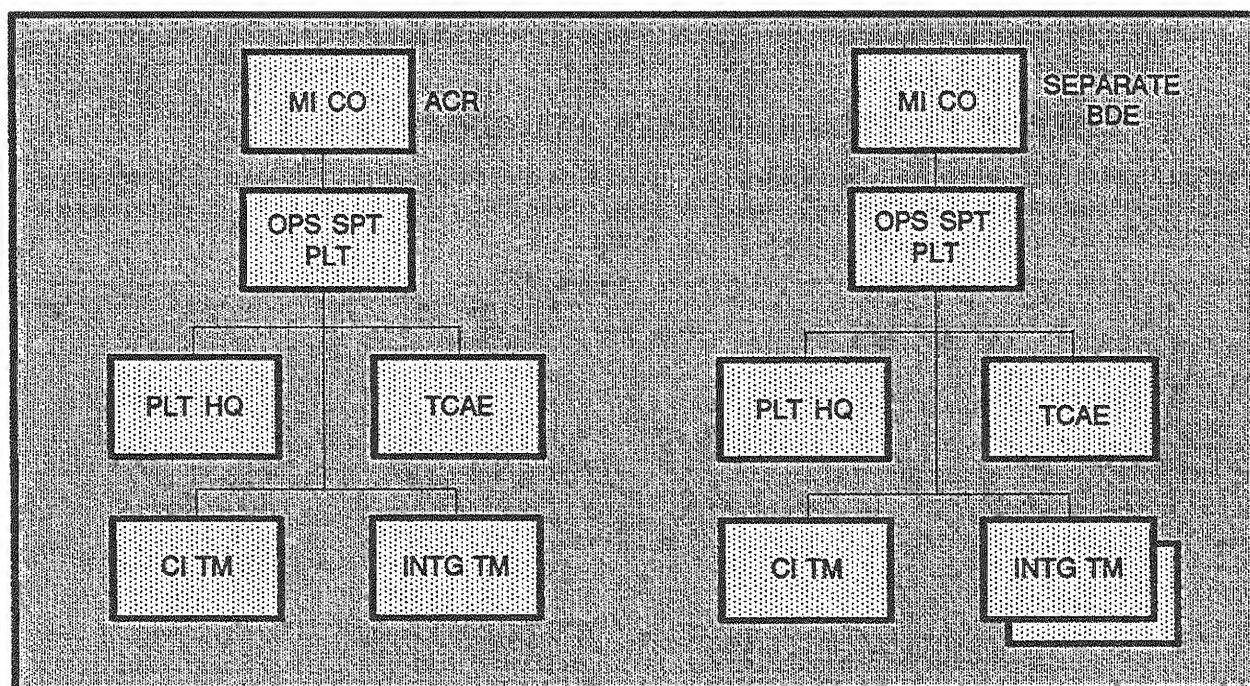 MI CO
ACR
OPS SPT
PLT
PLT HQ
TCAE
CI TM
INTG TM
MI CO
SEPARATE
BDE
OPS SPT
PLT
PLT HQ
TCAE
CI TM
INTG TM